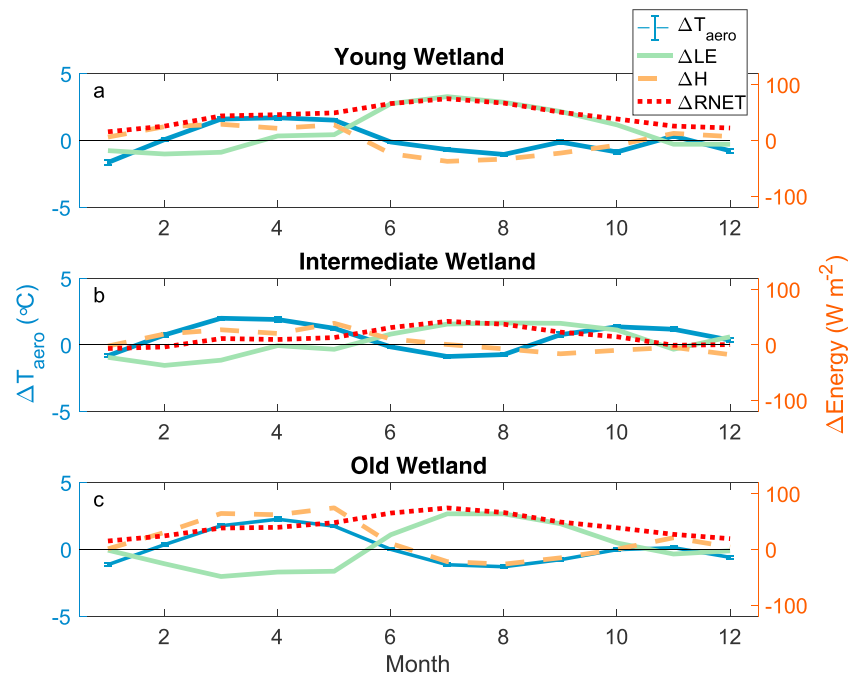 ΔT_aero
ΔLE
ΔH
ΔRNET
Young Wetland
a
5
0
-5
100
0
-100
2 4 6 8 10 12
Intermediate Wetland
b
5
0
-5
100
0
-100
2 4 6 8 10 12
ΔT_aero (°C)
ΔEnergy (W m⁻²)
Old Wetland
c
5
0
-5
100
0
-100
2 4 6 8 10 12
Month